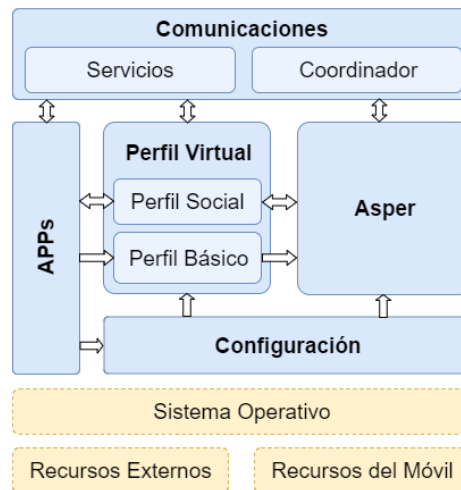 Comunicaciones
Servicios
Coordinador
APPs
Perfil Virtual
Perfil Social
Perfil Básico
Asper
Configuración
Sistema Operativo
Recursos Externos
Recursos del Móvil